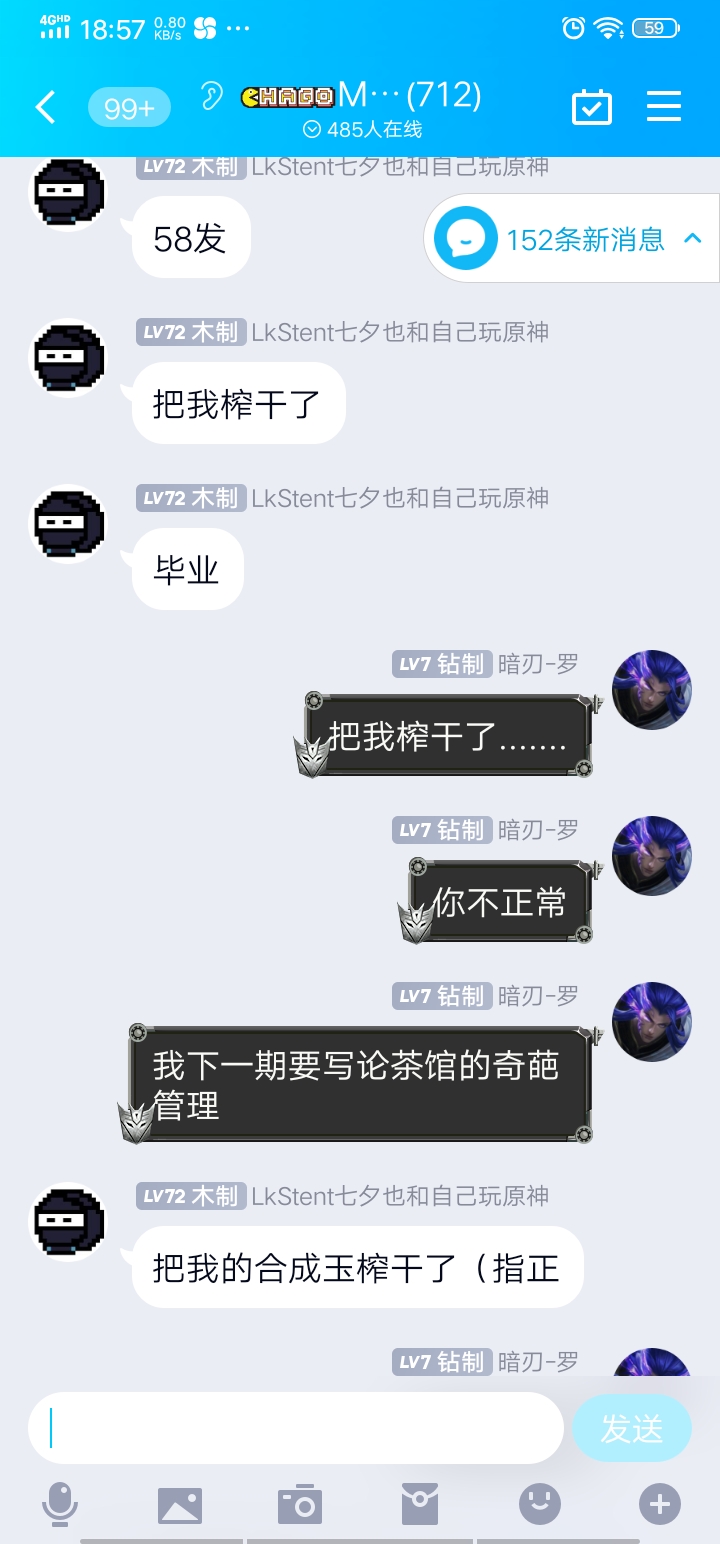 4GHD 18:57 0.80 KB/s 59
99+ CHAGOM…(712)
485人在线
LV72 木制 LkStent七夕也和自己玩原神
58发
152条新消息
LV72 木制 LkStent七夕也和自己玩原神
把我榨干了
LV72 木制 LkStent七夕也和自己玩原神
毕业
LV7 钻制 暗刃-罗
把我榨干了.......
LV7 钻制 暗刃-罗
你不正常
LV7 钻制 暗刃-罗
我下一期要写论茶馆的奇葩
管理
LV72 木制 LkStent七夕也和自己玩原神
把我的合成玉榨干了（指正
LV7 钻制 暗刃-罗
发送